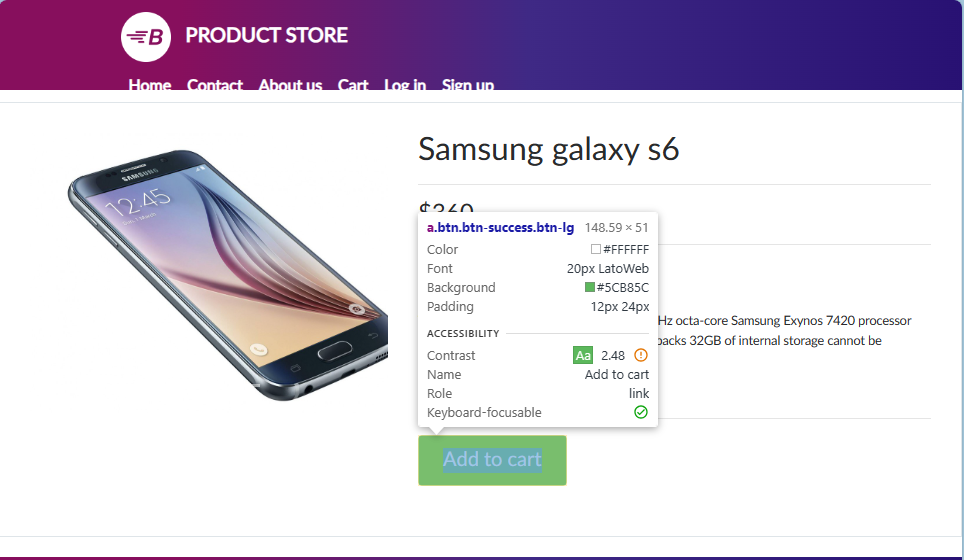 B PRODUCT STORE
Home Contact About us Cart Log in Sign up
SAMSUNG
12:45
Samsung galaxy s6
$360
a.btn.btn-success.btn-lg 148.59 × 51
Color #FFFFFF
Font 20px LatoWeb
Background #5CB85C
Padding 12px 24px
ACCESSIBILITY
Contrast Aa 2.48
Name Add to cart
Role link
Keyboard-focusable
Hz octa-core Samsung Exynos 7420 processor
packs 32GB of internal storage cannot be
Add to cart